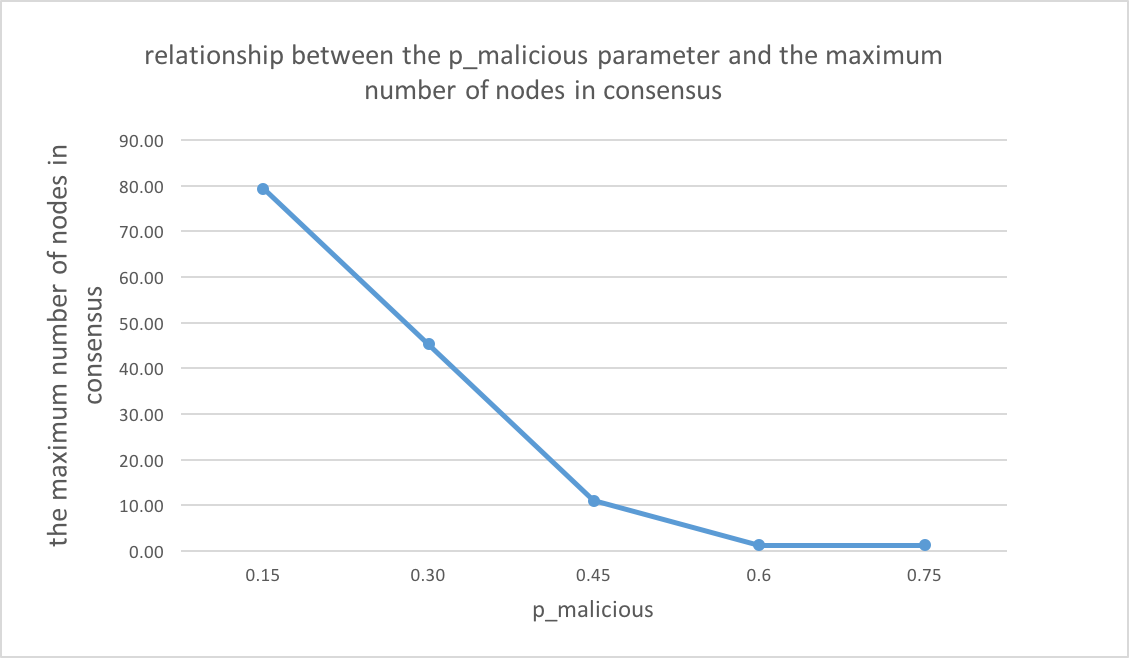 relationship between the p_malicious parameter and the maximum
number of nodes in consensus
the maximum number of nodes in
consensus
90.00
80.00
70.00
60.00
50.00
40.00
30.00
20.00
10.00
0.00
0.15 0.30 0.45 0.6 0.75
p_malicious